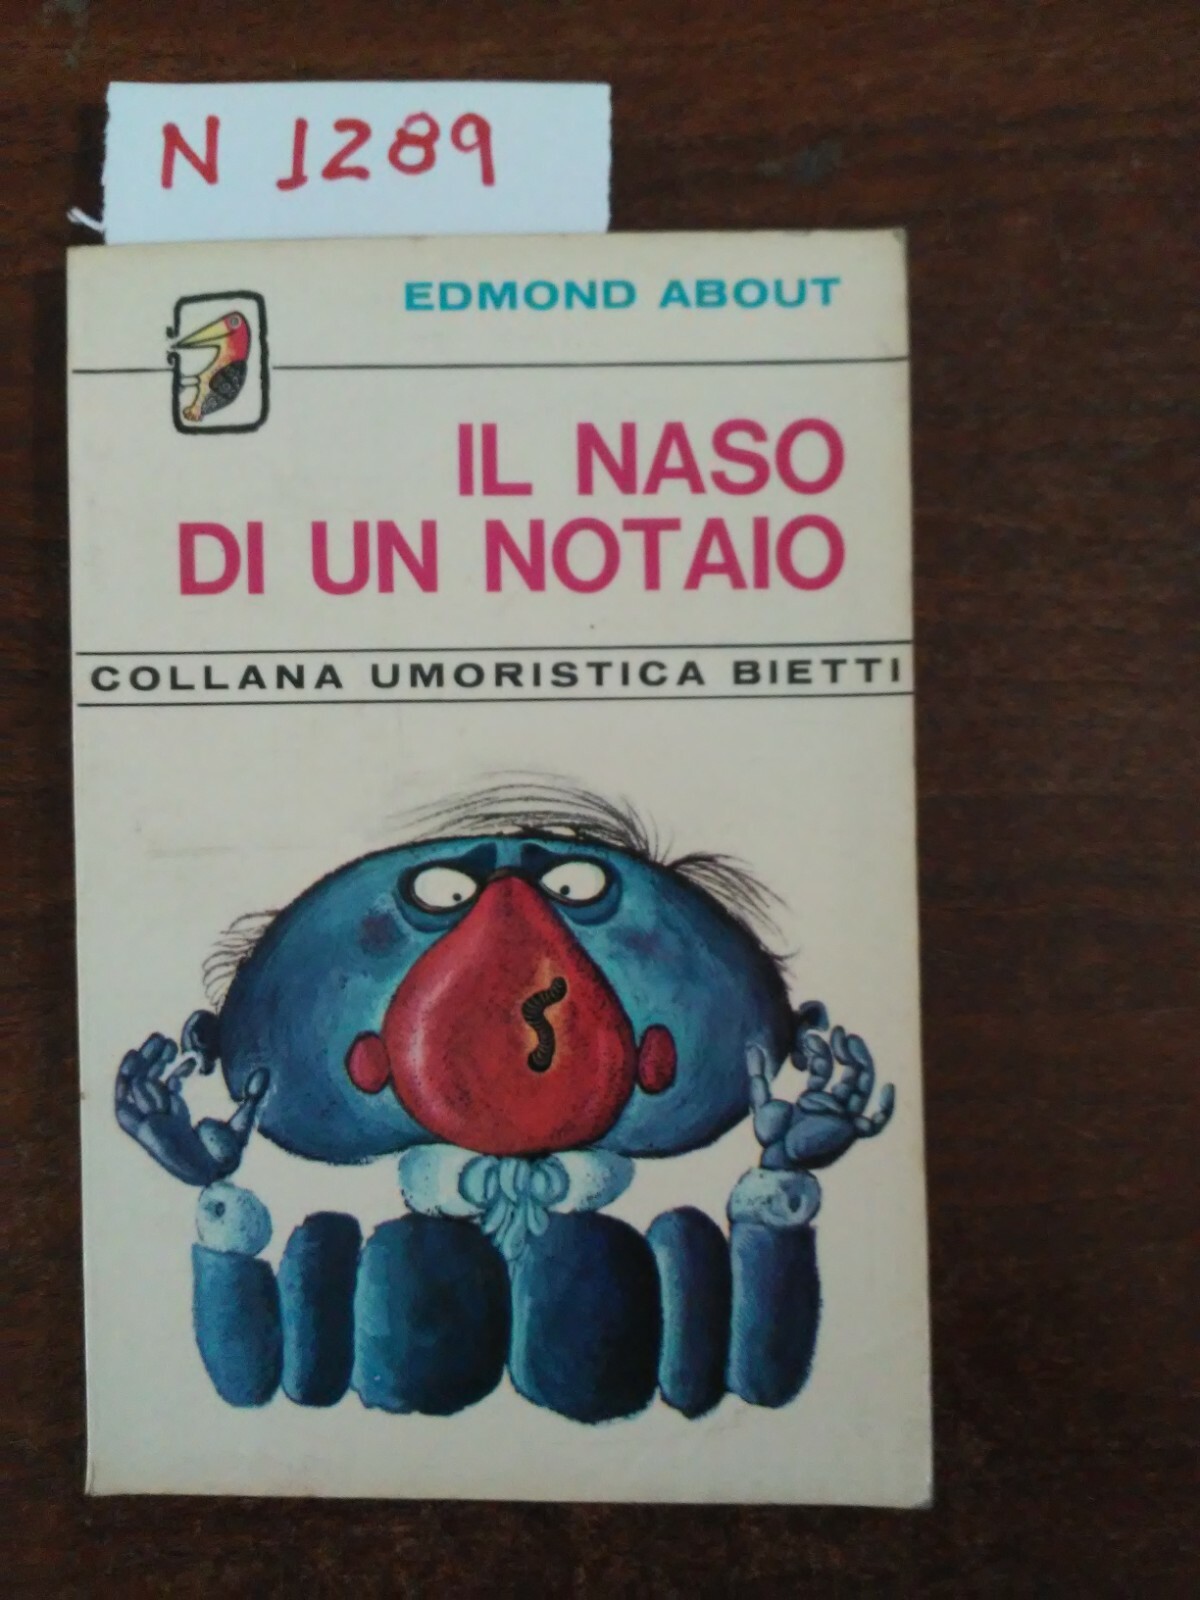 N 1289
EDMOND ABOUT
IL NASO
DI UN NOTAIO
COLLANA UMORISTICA BIETTI